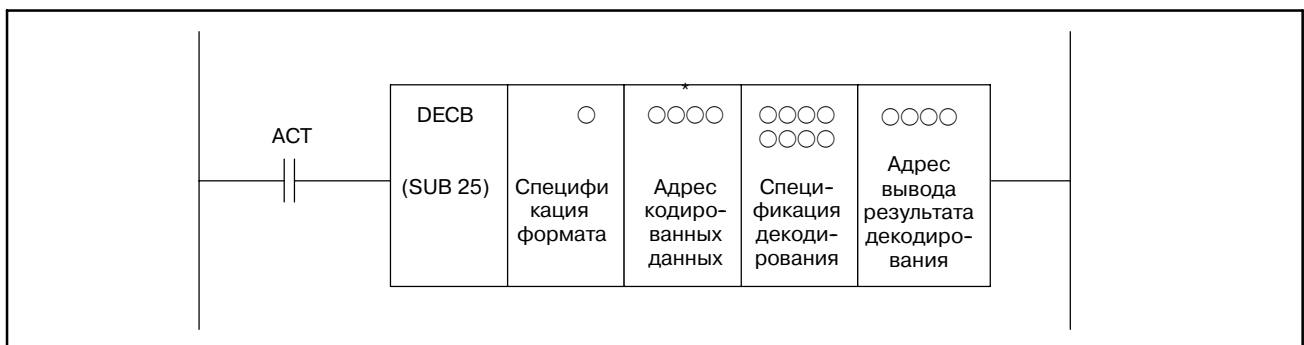 ACT
DECB
(SUB 25)
○
Специфи
кация
формата
*
○○○○
Адрес
кодиро-
ванных
данных
○○○○
○○○○
Специ-
фикация
декоди-
рования
○○○○
Адрес
вывода
результата
декодиро-
вания